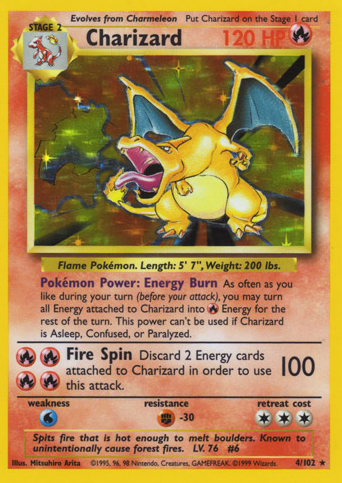 Evolves from Charmeleon Put Charizard on the Stage 1 card
STAGE 2
Charizard 120 HP
Flame Pokémon. Length: 5' 7", Weight: 200 lbs.
Pokémon Power: Energy Burn As often as you
like during your turn (before your attack), you may turn
all Energy attached to Charizard into Energy for the
rest of the turn. This power can't be used if Charizard
is Asleep, Confused, or Paralyzed.
Fire Spin Discard 2 Energy cards
attached to Charizard in order to use
this attack.
100
weakness resistance retreat cost
-30
Spits fire that is hot enough to melt boulders. Known to
unintentionally cause forest fires. LV. 76 #6
Illus. Mitsuhiro Arita ©1995, 96, 98 Nintendo, Creatures, GAMEFREAK. ©1999 Wizards. 4/102 ★